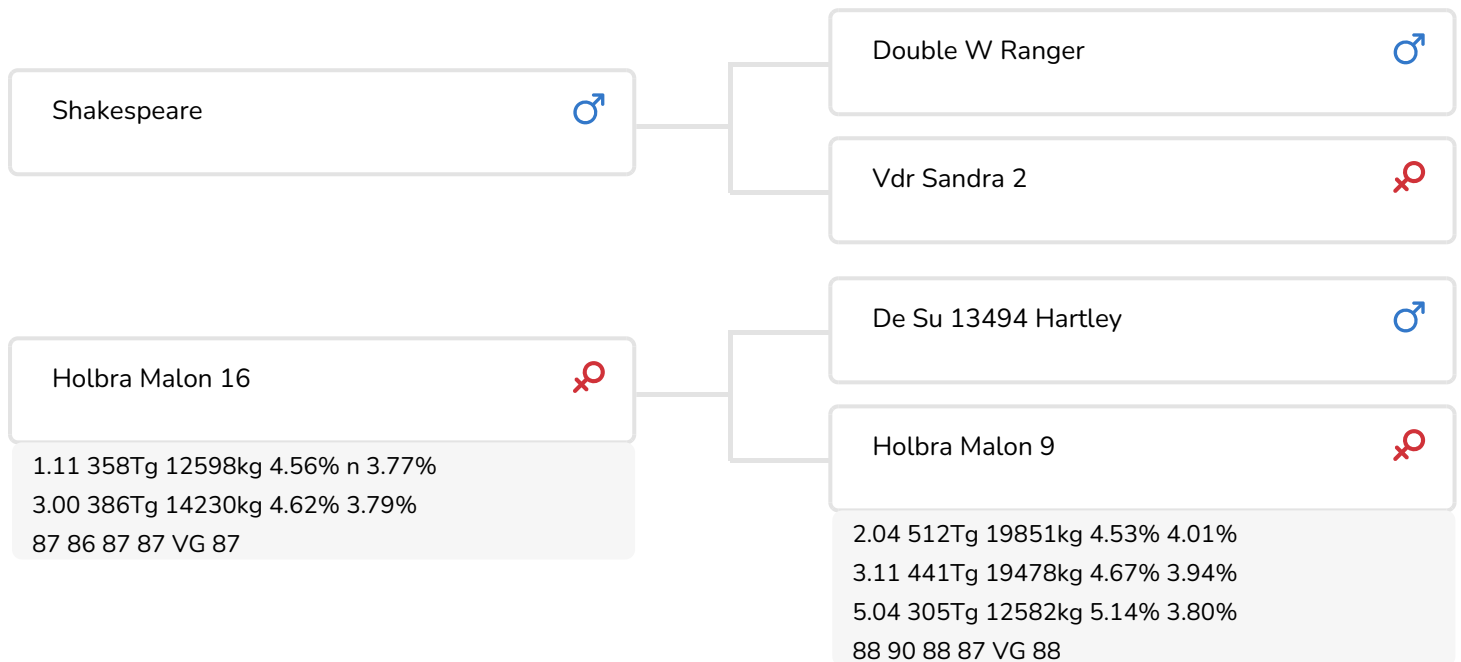 Shakespeare
Double W Ranger
Vdr Sandra 2
Holbra Malon 16
1.11 358Tg 12598kg 4.56% n 3.77%
3.00 386Tg 14230kg 4.62% 3.79%
87 86 87 87 VG 87
De Su 13494 Hartley
Holbra Malon 9
2.04 512Tg 19851kg 4.53% 4.01%
3.11 441Tg 19478kg 4.67% 3.94%
5.04 305Tg 12582kg 5.14% 3.80%
88 90 88 87 VG 88